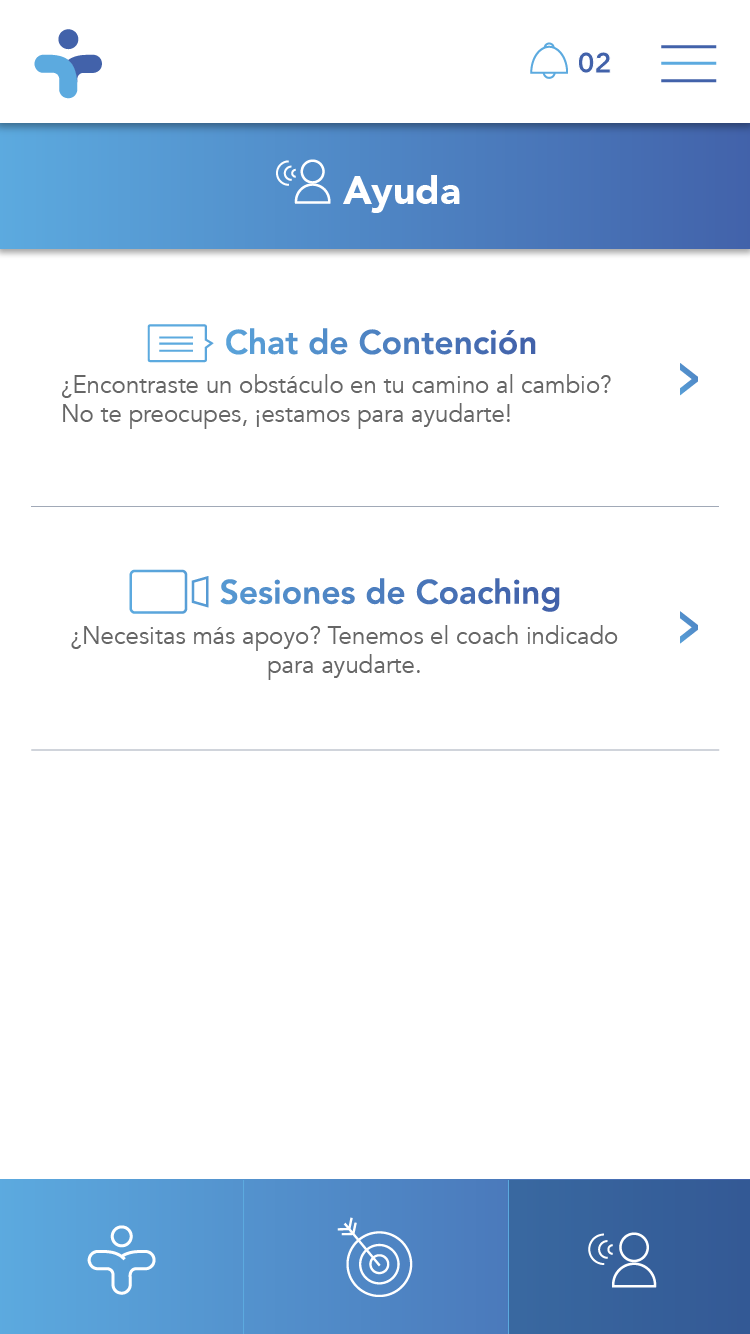 02
Ayuda
Chat de Contención
¿Encontraste un obstáculo en tu camino al cambio?
No te preocupes, ¡estamos para ayudarte!
Sesiones de Coaching
¿Necesitas más apoyo? Tenemos el coach indicado
para ayudarte.